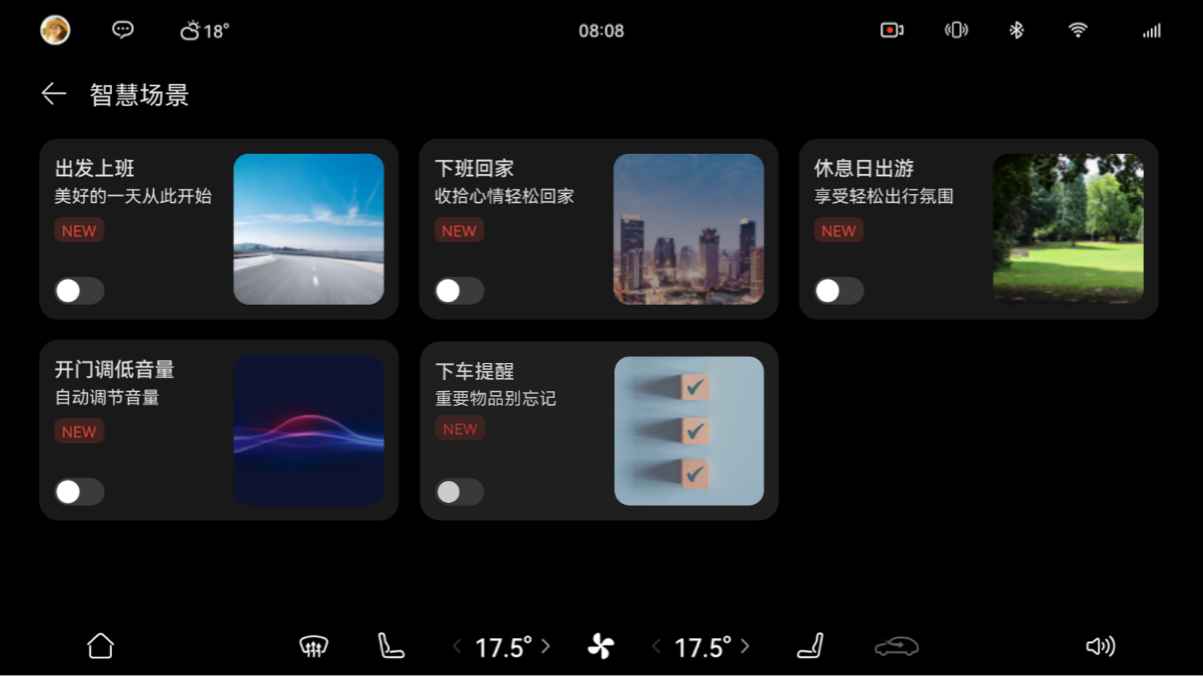 18°
08:08
智慧场景
出发上班
美好的一天从此开始
NEW
下班回家
收拾心情轻松回家
NEW
休息日出游
享受轻松出行氛围
NEW
开门调低音量
自动调节音量
NEW
下车提醒
重要物品别忘记
NEW
17.5°
17.5°